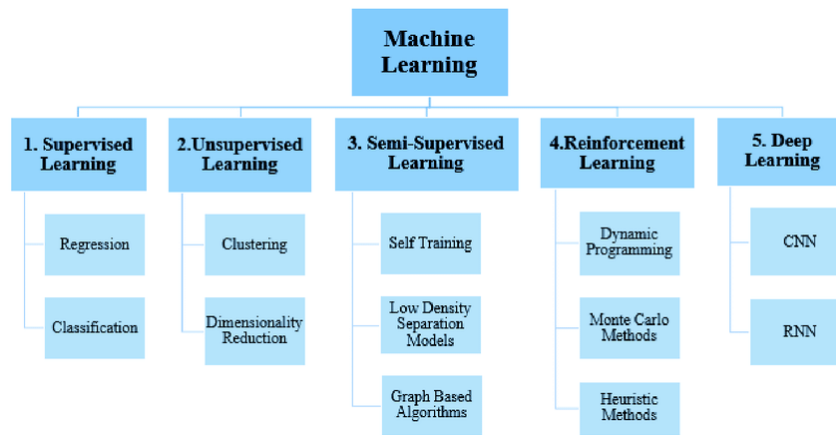 Machine
Learning
1. Supervised
Learning
2.Unsupervised
Learning
3. Semi-Supervised
Learning
4.Reinforcement
Learning
5. Deep
Learning
Regression
Classification
Clustering
Dimensionality
Reduction
Self Training
Low Density
Separation
Models
Graph Based
Algorithms
Dynamic
Programming
Monte Carlo
Methods
Heuristic
Methods
CNN
RNN